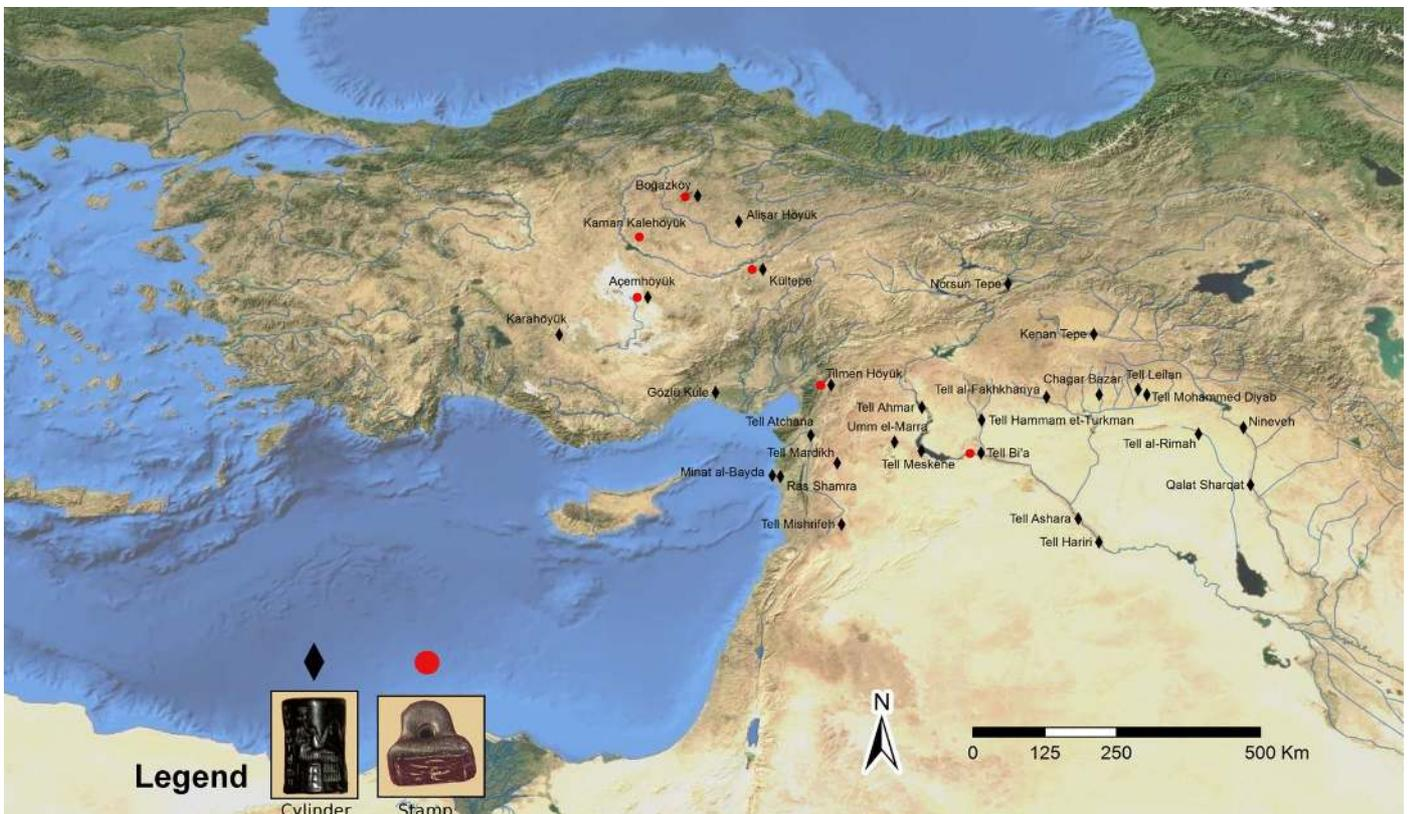 Boğazköy
Alişar Höyük
Kaman Kalehöyük
Kültepe
Açemhöyük
Norşun Tepe
Karahöyük
Kenan Tepe
Tilmen Höyük
Gözlü Kule
Tell al-Fakhkhariya
Chagar Bazar
Tell Leilan
Tell Mohammed Diyab
Tell Ahmar
Tell Atchana
Umm el-Marra
Tell Hammam et-Turkman
Nineveh
Tell al-Rimah
Tell Mardikh
Tell Meskene
Tell Bi'a
Minat al-Bayda
Ras Shamra
Qalat Sharqat
Tell Mishrifeh
Tell Ashara
Tell Hariri
N
0 125 250 500 Km
Legend
Cylinder
Stamp